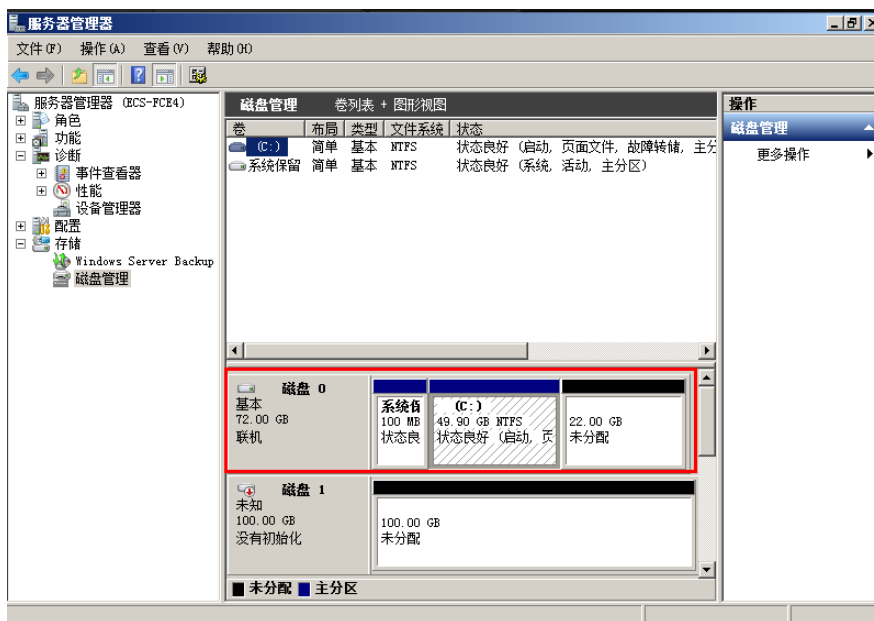 服务器管理器
文件(F) 操作(A) 查看(V) 帮助(H)
服务器管理器 (ECS-FCE4)
角色
功能
诊断
事件查看器
性能
设备管理器
配置
存储
Windows Server Backup
磁盘管理
磁盘管理 卷列表 + 图形视图
卷 布局 类型 文件系统 状态
(C:) 简单 基本 NTFS 状态良好 (启动, 页面文件, 故障转储, 主分
系统保留 简单 基本 NTFS 状态良好 (系统, 活动, 主分区)
磁盘 0
基本
72.00 GB
联机
系统保
100 MB
状态良
(C:)
49.90 GB NTFS
状态良好 (启动, 页
22.00 GB
未分配
磁盘 1
未知
100.00 GB
没有初始化
100.00 GB
未分配
未分配 主分区
操作
磁盘管理
更多操作